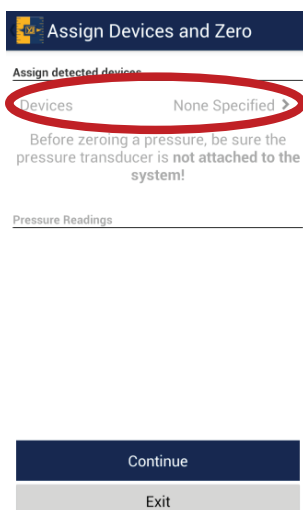 Assign Devices and Zero
Assign detected devices
Devices None Specified >
Before zeroing a pressure, be sure the
pressure transducer is not attached to the
system!
Pressure Readings
Continue
Exit